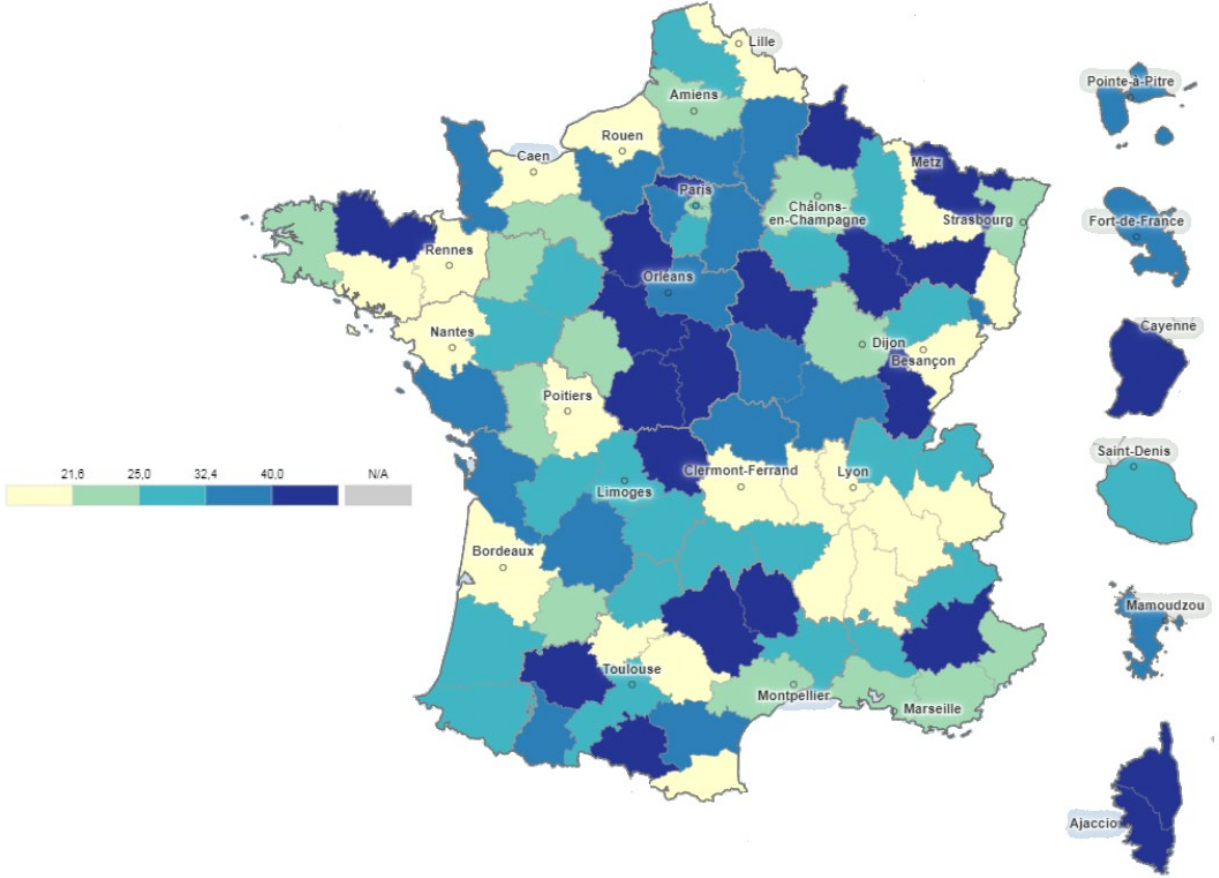 Lille
Pointe-à-Pitre
Amiens
Rouen
Caen
Metz
Paris
Châlons-
en-Champagne
Strasbourg
Fort-de-France
Rennes
Orléans
Nantes
Dijon
Besançon
Cayenne
Poitiers
Saint-Denis
21,6 25,0 32,4 40,0 N/A
Clermont-Ferrand
Lyon
Limoges
Bordeaux
Mamoudzou
Toulouse
Montpellier
Marseille
Ajaccio